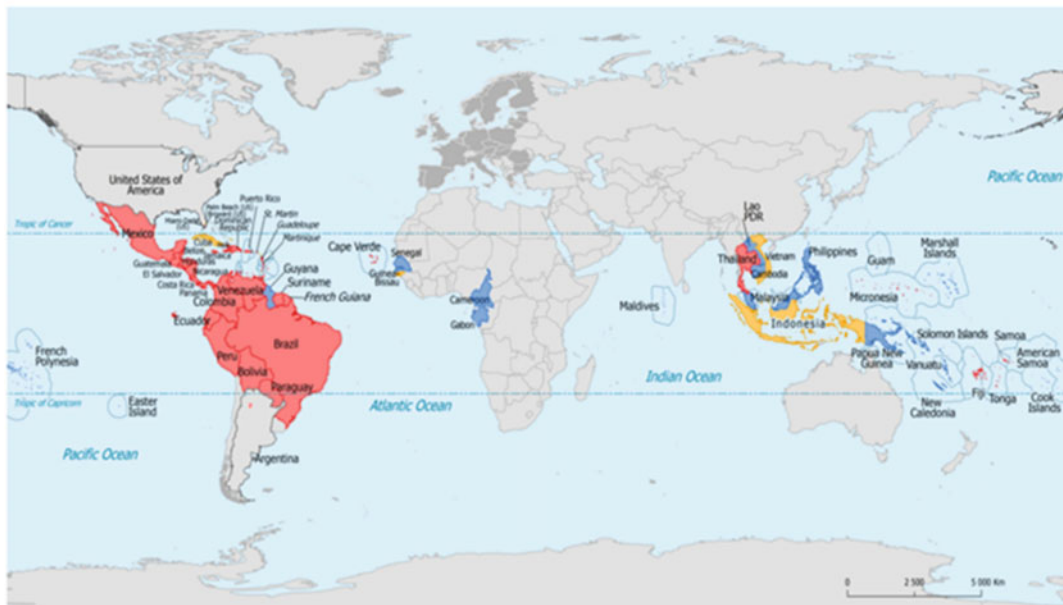 Pacific Ocean
United States of
America
Tropic of Cancer
Puerto Rico
St. Martin
Guadeloupe
Martinique
Dominican
Republic
Cuba
Mexico
Guatemala
El Salvador
Nicaragua
Costa Rica
Panama
Venezuela
Colombia
Guyana
Suriname
French Guiana
Ecuador
Peru
Brazil
Bolivia
Paraguay
Argentina
Cape Verde
Senegal
Guinea
Bissau
Cameroon
Gabon
Maldives
Lao
PDR
Thailand
Vietnam
Cambodia
Philippines
Malaysia
Indonesia
Guam
Marshall
Islands
Micronesia
Papua New
Guinea
Solomon Islands
Samoa
American
Samoa
Vanuatu
Fiji
Tonga
Cook
Islands
New
Caledonia
French
Polynesia
Easter
Island
Tropic of Capricorn
Atlantic Ocean
Indian Ocean
Pacific Ocean
0 2 500 5 000 Km